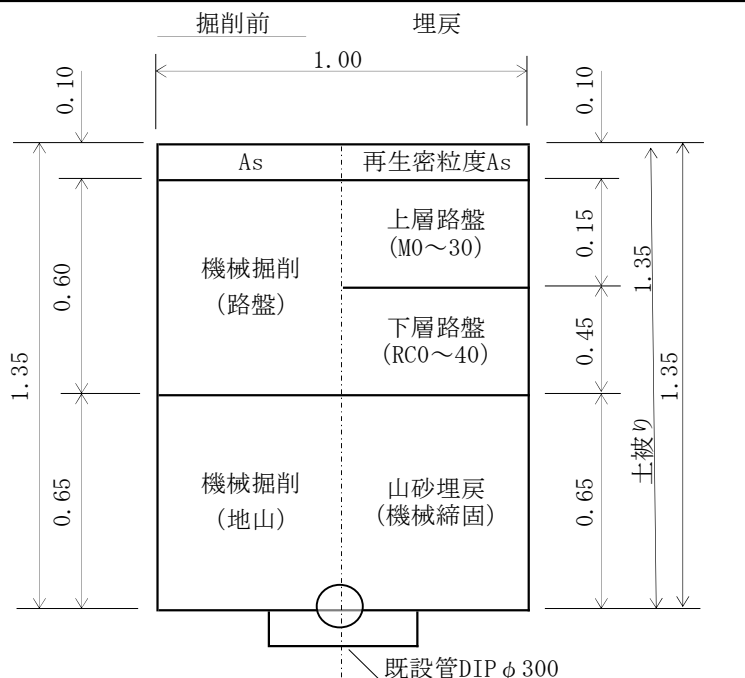 掘削前
埋戻
1.00
0.10
0.10
As
再生密粒度As
上層路盤
(M0～30)
0.15
機械掘削
(路盤)
0.60
1.35
下層路盤
(RC0～40)
0.45
1.35
1.35
土被り
機械掘削
(地山)
0.65
山砂埋戻
(機械締固)
0.65
既設管DIPφ300